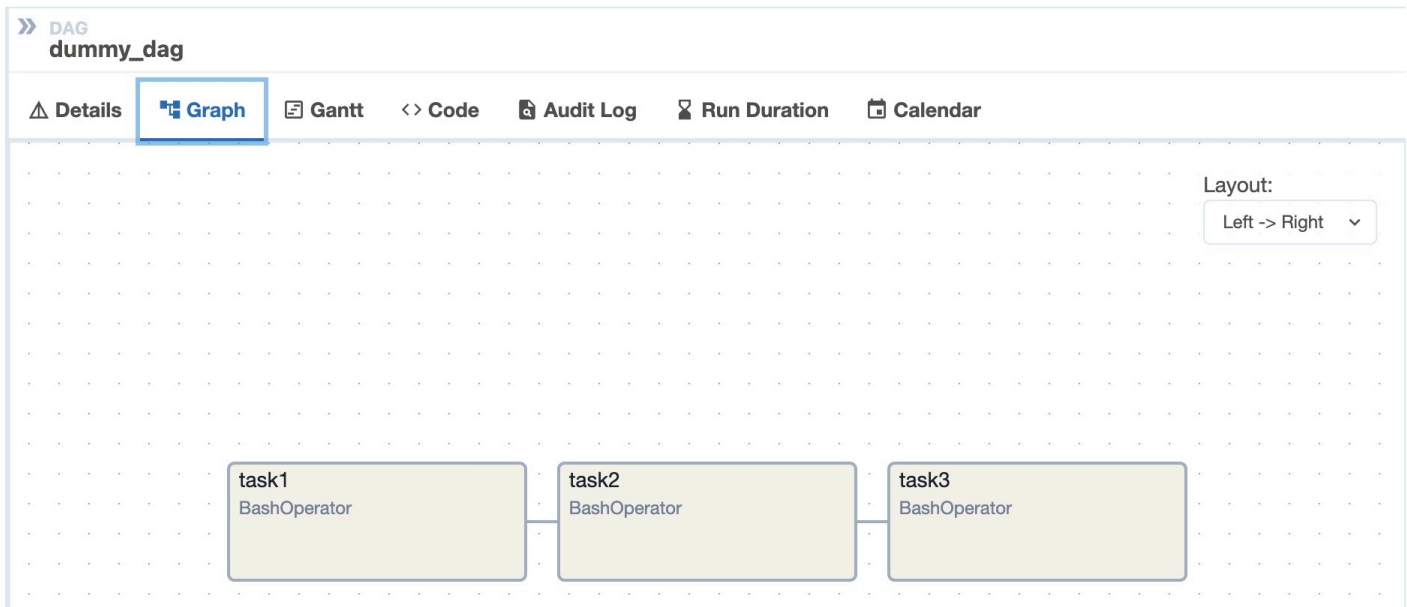 DAG
dummy_dag
Details Graph Gantt <> Code Audit Log Run Duration Calendar
Layout:
Left -> Right
task1 task2 task3
BashOperator BashOperator BashOperator